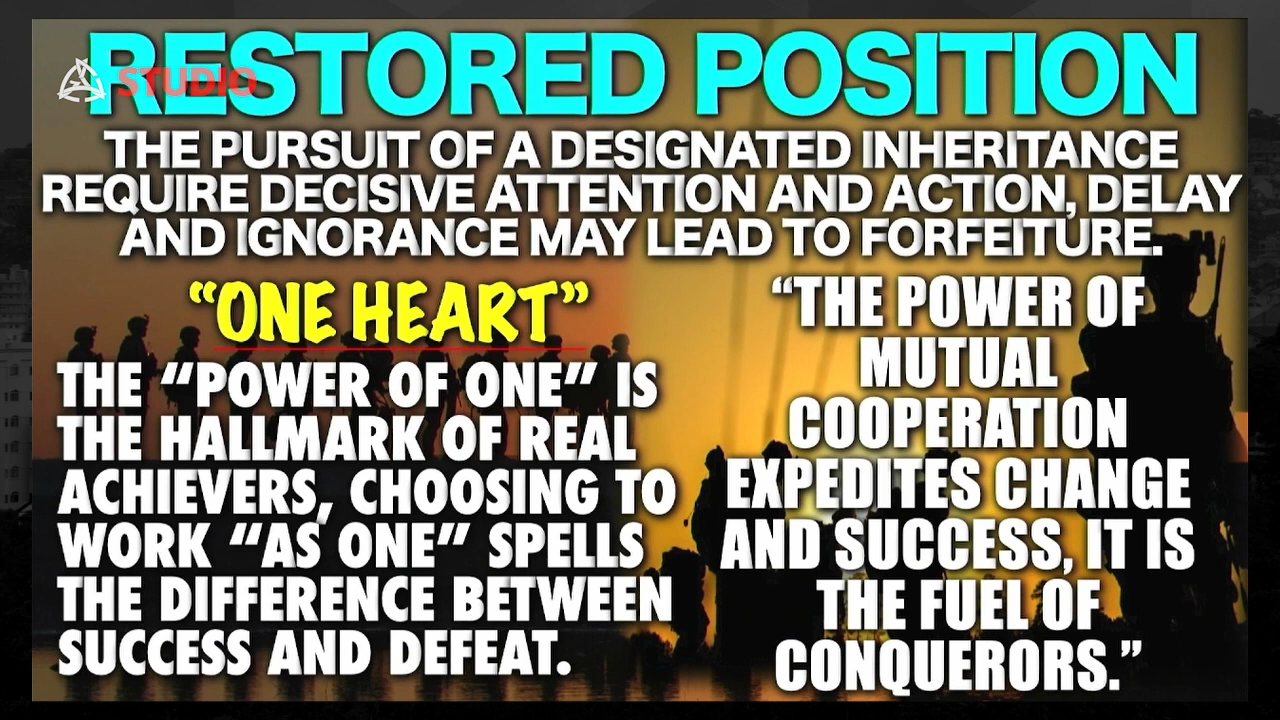 RESTORED POSITION
STUDIO
THE PURSUIT OF A DESIGNATED INHERITANCE
REQUIRE DECISIVE ATTENTION AND ACTION, DELAY
AND IGNORANCE MAY LEAD TO FORFEITURE.
“ONE HEART”
THE “POWER OF ONE” IS
THE HALLMARK OF REAL
ACHIEVERS, CHOOSING TO
WORK “AS ONE” SPELLS
THE DIFFERENCE BETWEEN
SUCCESS AND DEFEAT.
“THE POWER OF
MUTUAL
COOPERATION
EXPEDITES CHANGE
AND SUCCESS, IT IS
THE FUEL OF
CONQUERORS.”